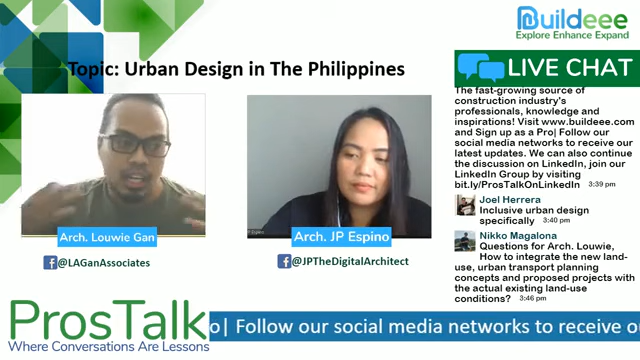 Buildeee
Explore Enhance Expand
Topic: Urban Design in The Philippines
LIVE CHAT
The fast-growing source of
construction industry's
professionals, knowledge and
inspirations! Visit www.buildeee.com
and Sign up as a Pro| Follow our
social media networks to receive our
latest updates. We can also continue
the discussion on LinkedIn, join our
LinkedIn Group by visiting
bit.ly/ProsTalkOnLinkedIN 3:39 pm
Joel Herrera
Inclusive urban design
specifically 3:40 pm
Nikko Magalona
Questions for Arch. Louwie,
How to integrate the new land-
use, urban transport planning
concepts and proposed projects with
the actual existing land-use
conditions? 3:46 pm
Arch. Louwie Gan
@LAGanAssociates
Arch. JP Espino
@JPTheDigitalArchitect
ProsTalk
Where Conversations Are Lessons
o| Follow our social media networks to receive o